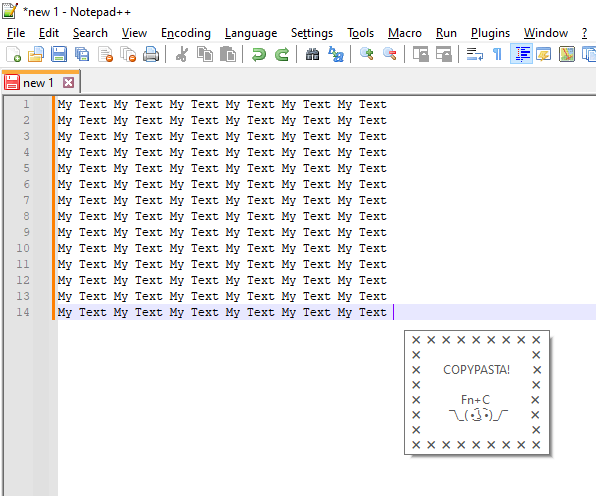 *new 1 - Notepad++
File Edit Search View Encoding Language Settings Tools Macro Run Plugins Window ?
new 1
1 My Text My Text My Text My Text My Text My Text
2 My Text My Text My Text My Text My Text My Text
3 My Text My Text My Text My Text My Text My Text
4 My Text My Text My Text My Text My Text My Text
5 My Text My Text My Text My Text My Text My Text
6 My Text My Text My Text My Text My Text My Text
7 My Text My Text My Text My Text My Text My Text
8 My Text My Text My Text My Text My Text My Text
9 My Text My Text My Text My Text My Text My Text
10 My Text My Text My Text My Text My Text My Text
11 My Text My Text My Text My Text My Text My Text
12 My Text My Text My Text My Text My Text My Text
13 My Text My Text My Text My Text My Text My Text
14 My Text My Text My Text My Text My Text My Text
✕ ✕ ✕ ✕ ✕ ✕ ✕ ✕ ✕
✕ ✕
✕ COPYPASTA! ✕
✕ ✕
✕ Fn+C ✕
✕ ¯\_( •́ ͜ʖ •̀ )_/¯ ✕
✕ ✕
✕ ✕ ✕ ✕ ✕ ✕ ✕ ✕ ✕